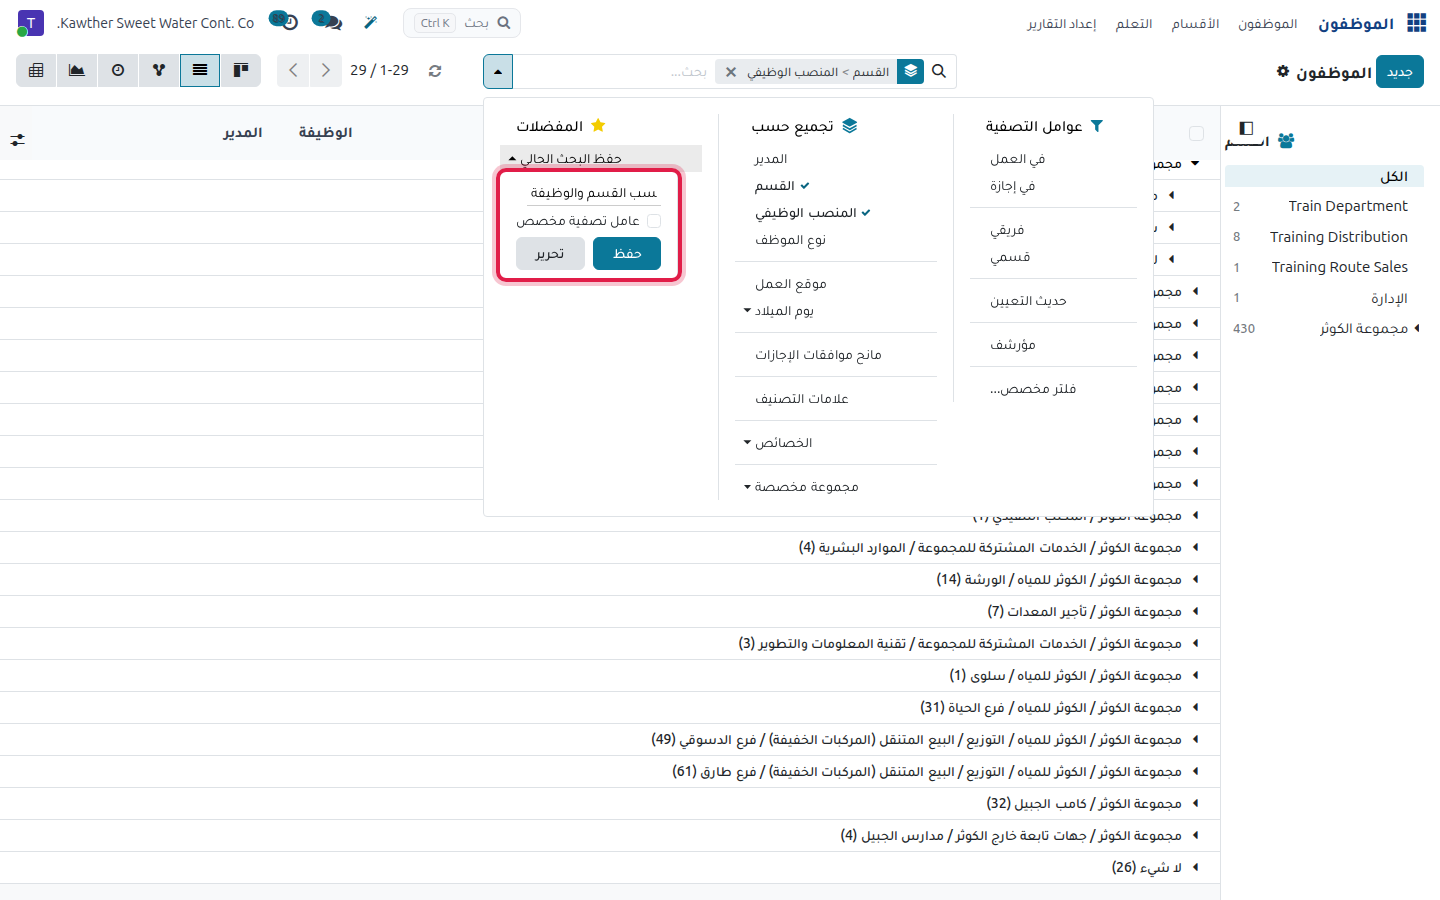 الموظفون
الموظفون
الأقسام
التعلم
إعداد التقارير
بحث
Ctrl K
2
.Kawther Sweet Water Cont. Co
T
جديد
الموظفون
القسم > المنصب الوظيفي
بحث...
29 / 1-29
عوامل التصفية
في العمل
في إجازة
فريقي
قسمي
حديث التعيين
مؤرشف
فلتر مخصص...
تجميع حسب
المدير
القسم
المنصب الوظيفي
نوع الموظف
موقع العمل
يوم الميلاد
مانح موافقات الإجازات
علامات التصنيف
الخصائص
مجموعة مخصصة
المفضلات
حفظ البحث الحالي
سب القسم والوظيفة
عامل تصفية مخصص
حفظ
تحرير
الوظيفة
المدير
الكل
Train Department 2
Training Distribution 8
Training Route Sales 1
الإدارة 1
مجموعة الكوثر 430
مجموعة الكوثر / الخدمات المشتركة للمجموعة / الموارد البشرية (4)
مجموعة الكوثر / الكوثر للمياه / الورشة (14)
مجموعة الكوثر / تأجير المعدات (7)
مجموعة الكوثر / الخدمات المشتركة للمجموعة / تقنية المعلومات والتطوير (3)
مجموعة الكوثر / الكوثر للمياه / سلوى (1)
مجموعة الكوثر / الكوثر للمياه / فرع الحياة (31)
مجموعة الكوثر / الكوثر للمياه / التوزيع / البيع المتنقل (المركبات الخفيفة) / فرع الدسوقي (49)
مجموعة الكوثر / الكوثر للمياه / التوزيع / البيع المتنقل (المركبات الخفيفة) / فرع طارق (61)
مجموعة الكوثر / كامب الجبيل (32)
مجموعة الكوثر / جهات تابعة خارج الكوثر / مدارس الجبيل (4)
لا شيء (26)